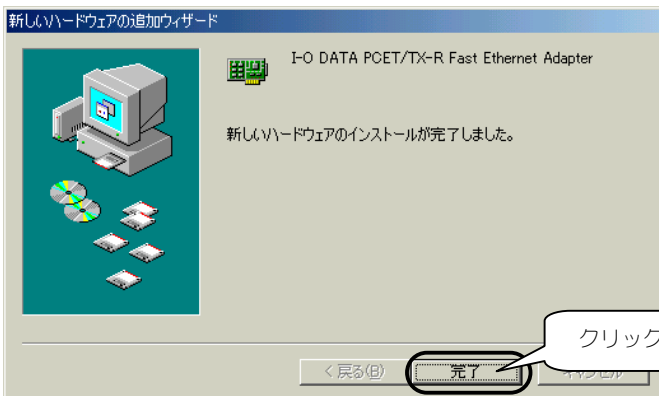 新しいハードウェアの追加ウィザード
I-O DATA PCET/TX-R Fast Ethernet Adapter
新しいハードウェアのインストールが完了しました。
クリック
< 戻る(B)
完了